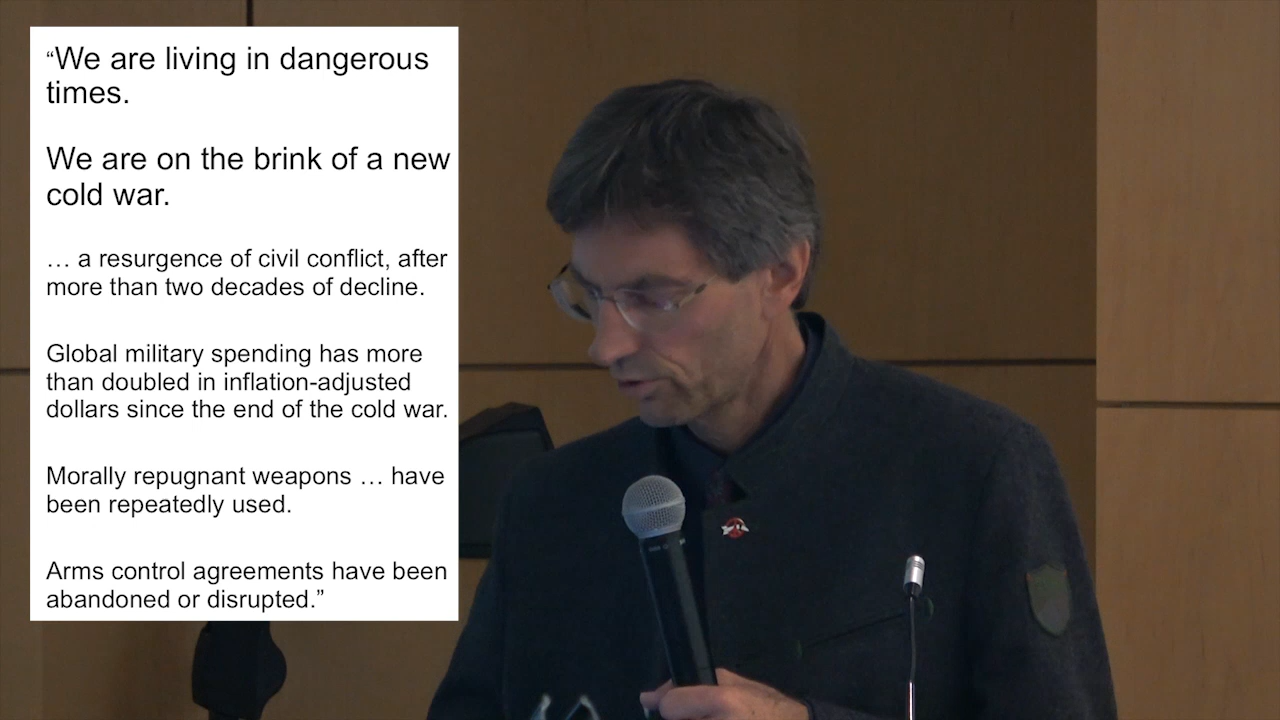 “We are living in dangerous
times.
We are on the brink of a new
cold war.
… a resurgence of civil conflict, after
more than two decades of decline.
Global military spending has more
than doubled in inflation-adjusted
dollars since the end of the cold war.
Morally repugnant weapons … have
been repeatedly used.
Arms control agreements have been
abandoned or disrupted.”